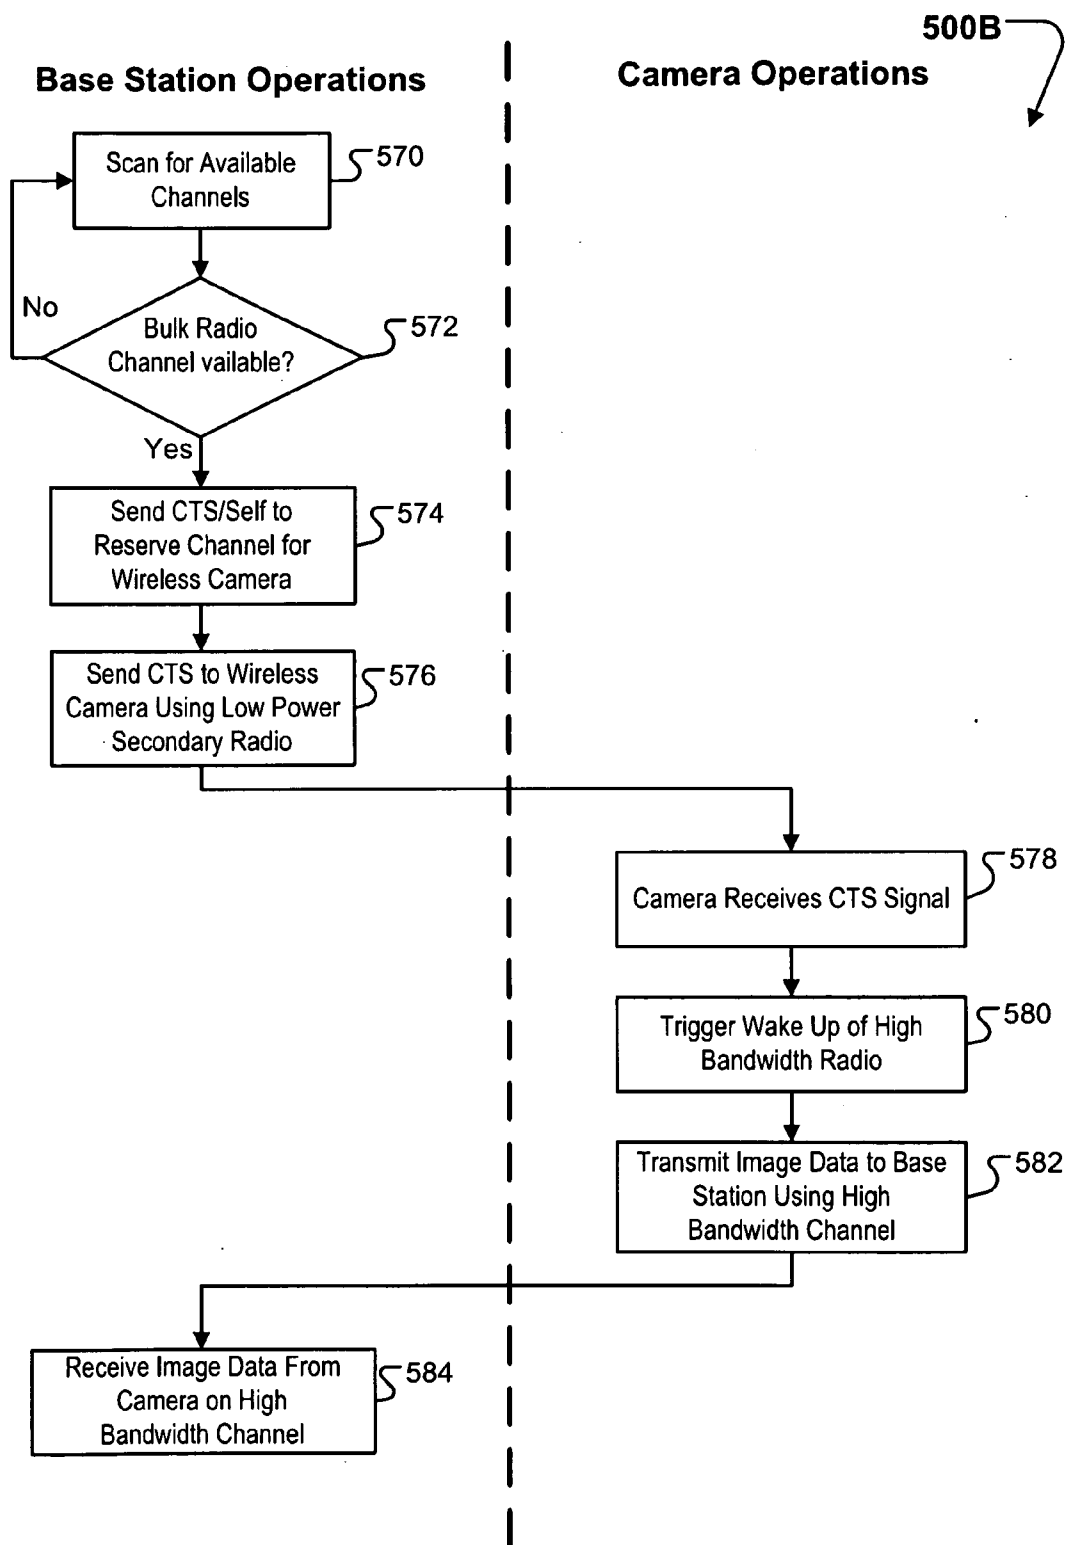 500B
Base Station Operations
Camera Operations
Scan for Available
Channels
570
No
Bulk Radio
Channel vailable?
572
Yes
Send CTS/Self to
Reserve Channel for
Wireless Camera
574
Send CTS to Wireless
Camera Using Low Power
Secondary Radio
576
Camera Receives CTS Signal
578
Trigger Wake Up of High
Bandwidth Radio
580
Transmit Image Data to Base
Station Using High
Bandwidth Channel
582
Receive Image Data From
Camera on High
Bandwidth Channel
584